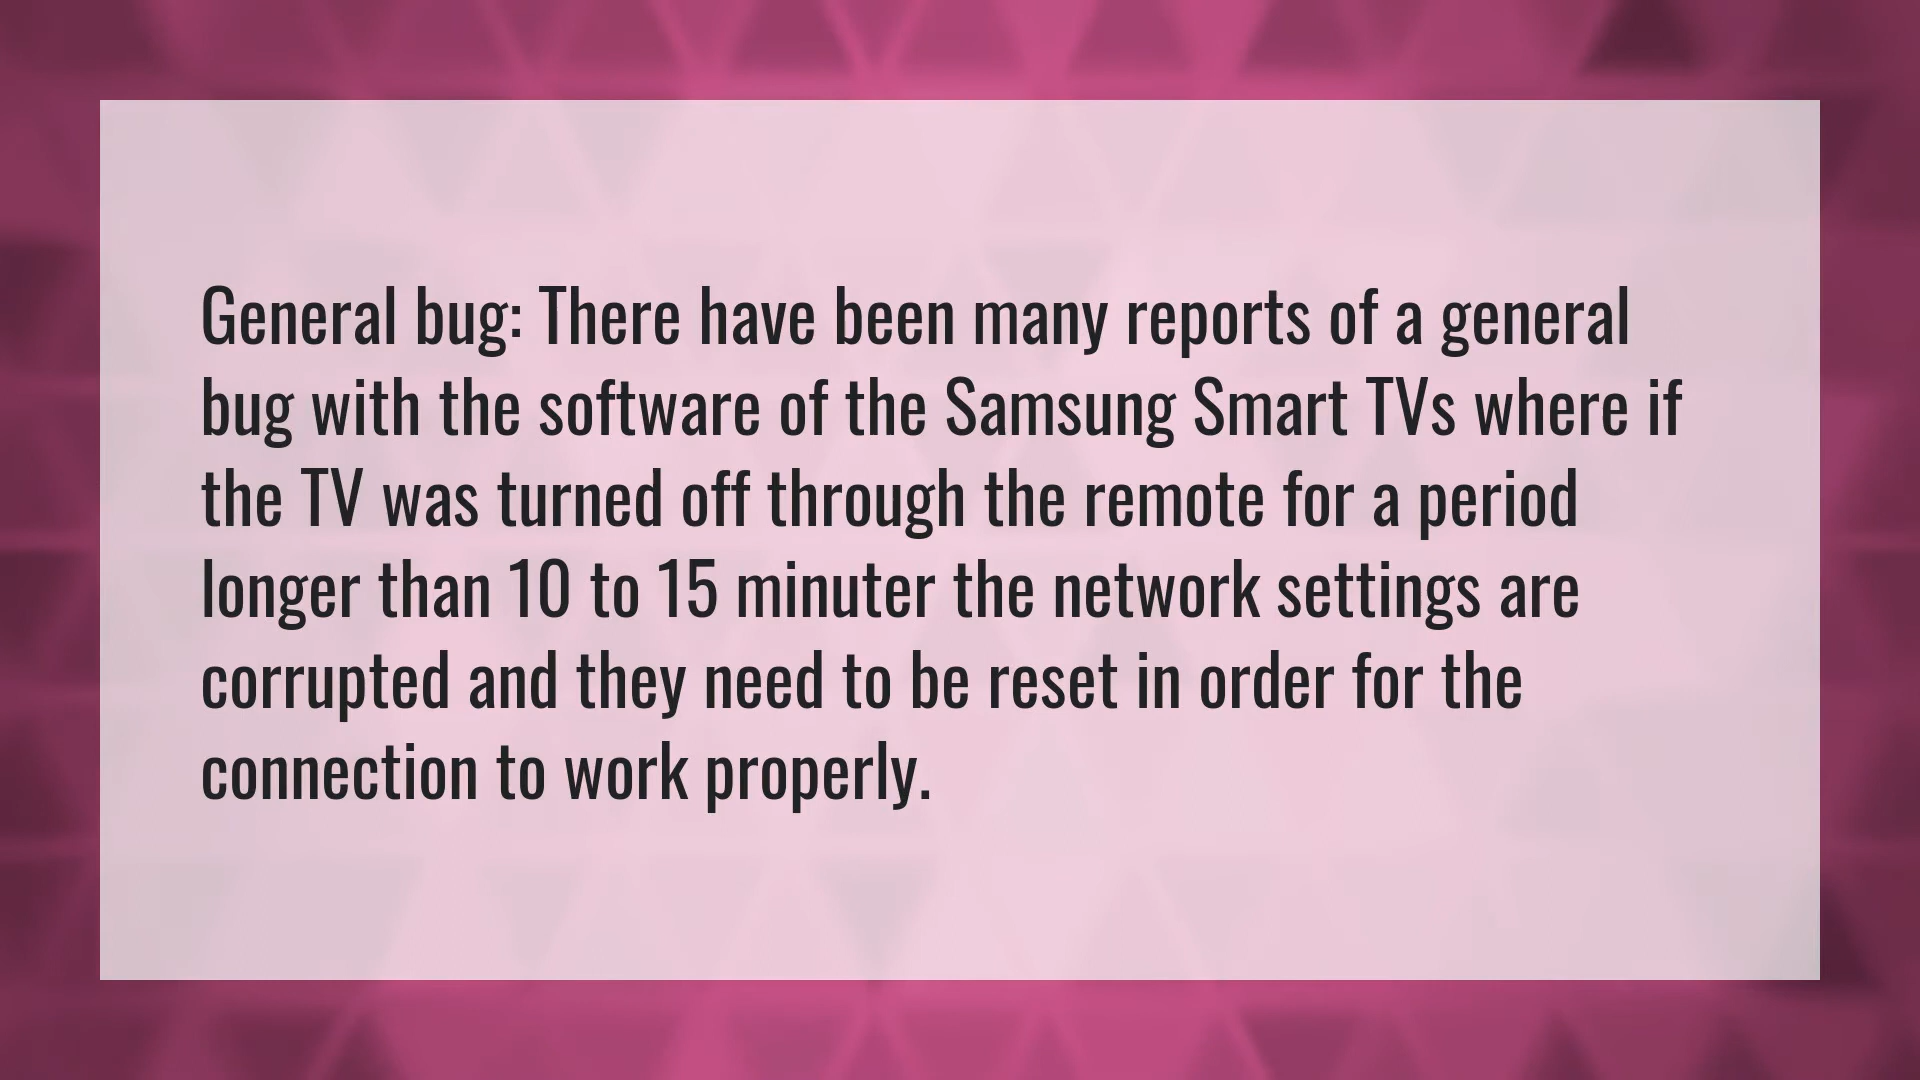 General bug: There have been many reports of a general
bug with the software of the Samsung Smart TVs where if
the TV was turned off through the remote for a period
longer than 10 to 15 minuter the network settings are
corrupted and they need to be reset in order for the
connection to work properly.